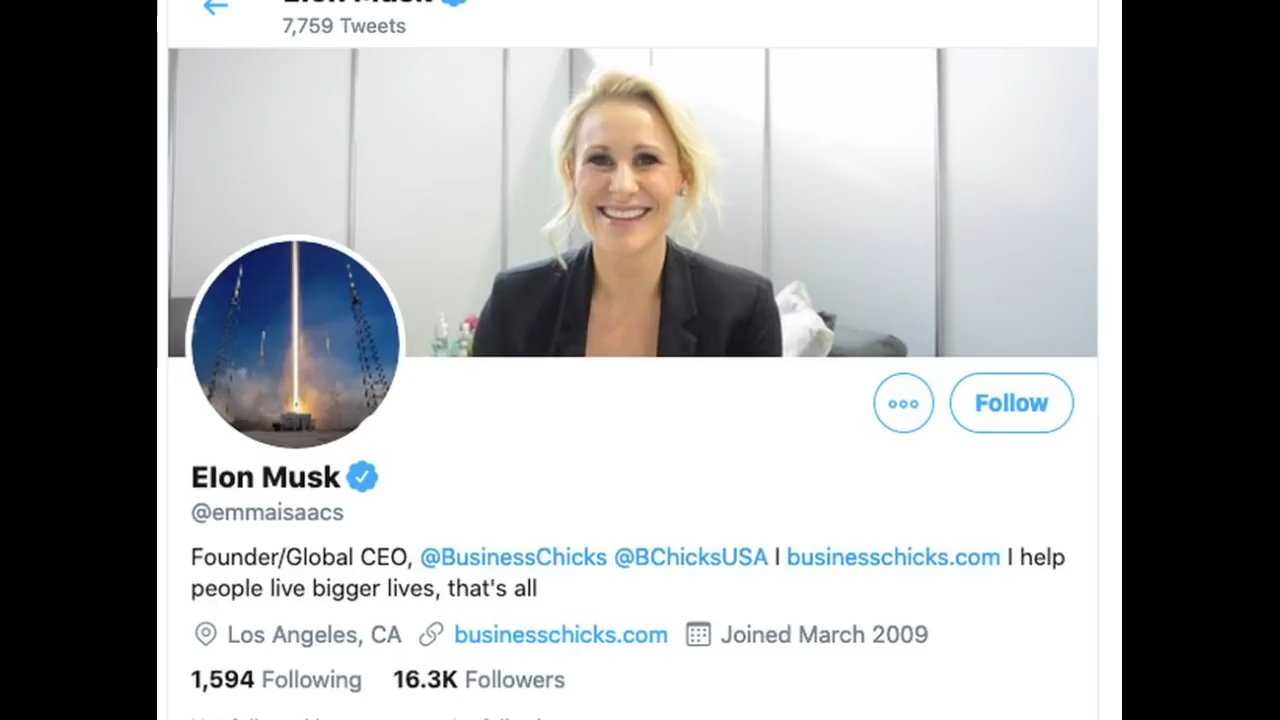 7,759 Tweets
Follow
Elon Musk
@emmaisaacs
Founder/Global CEO, @BusinessChicks @BChicksUSA I businesschicks.com I help
people live bigger lives, that's all
Los Angeles, CA businesschicks.com Joined March 2009
1,594 Following 16.3K Followers